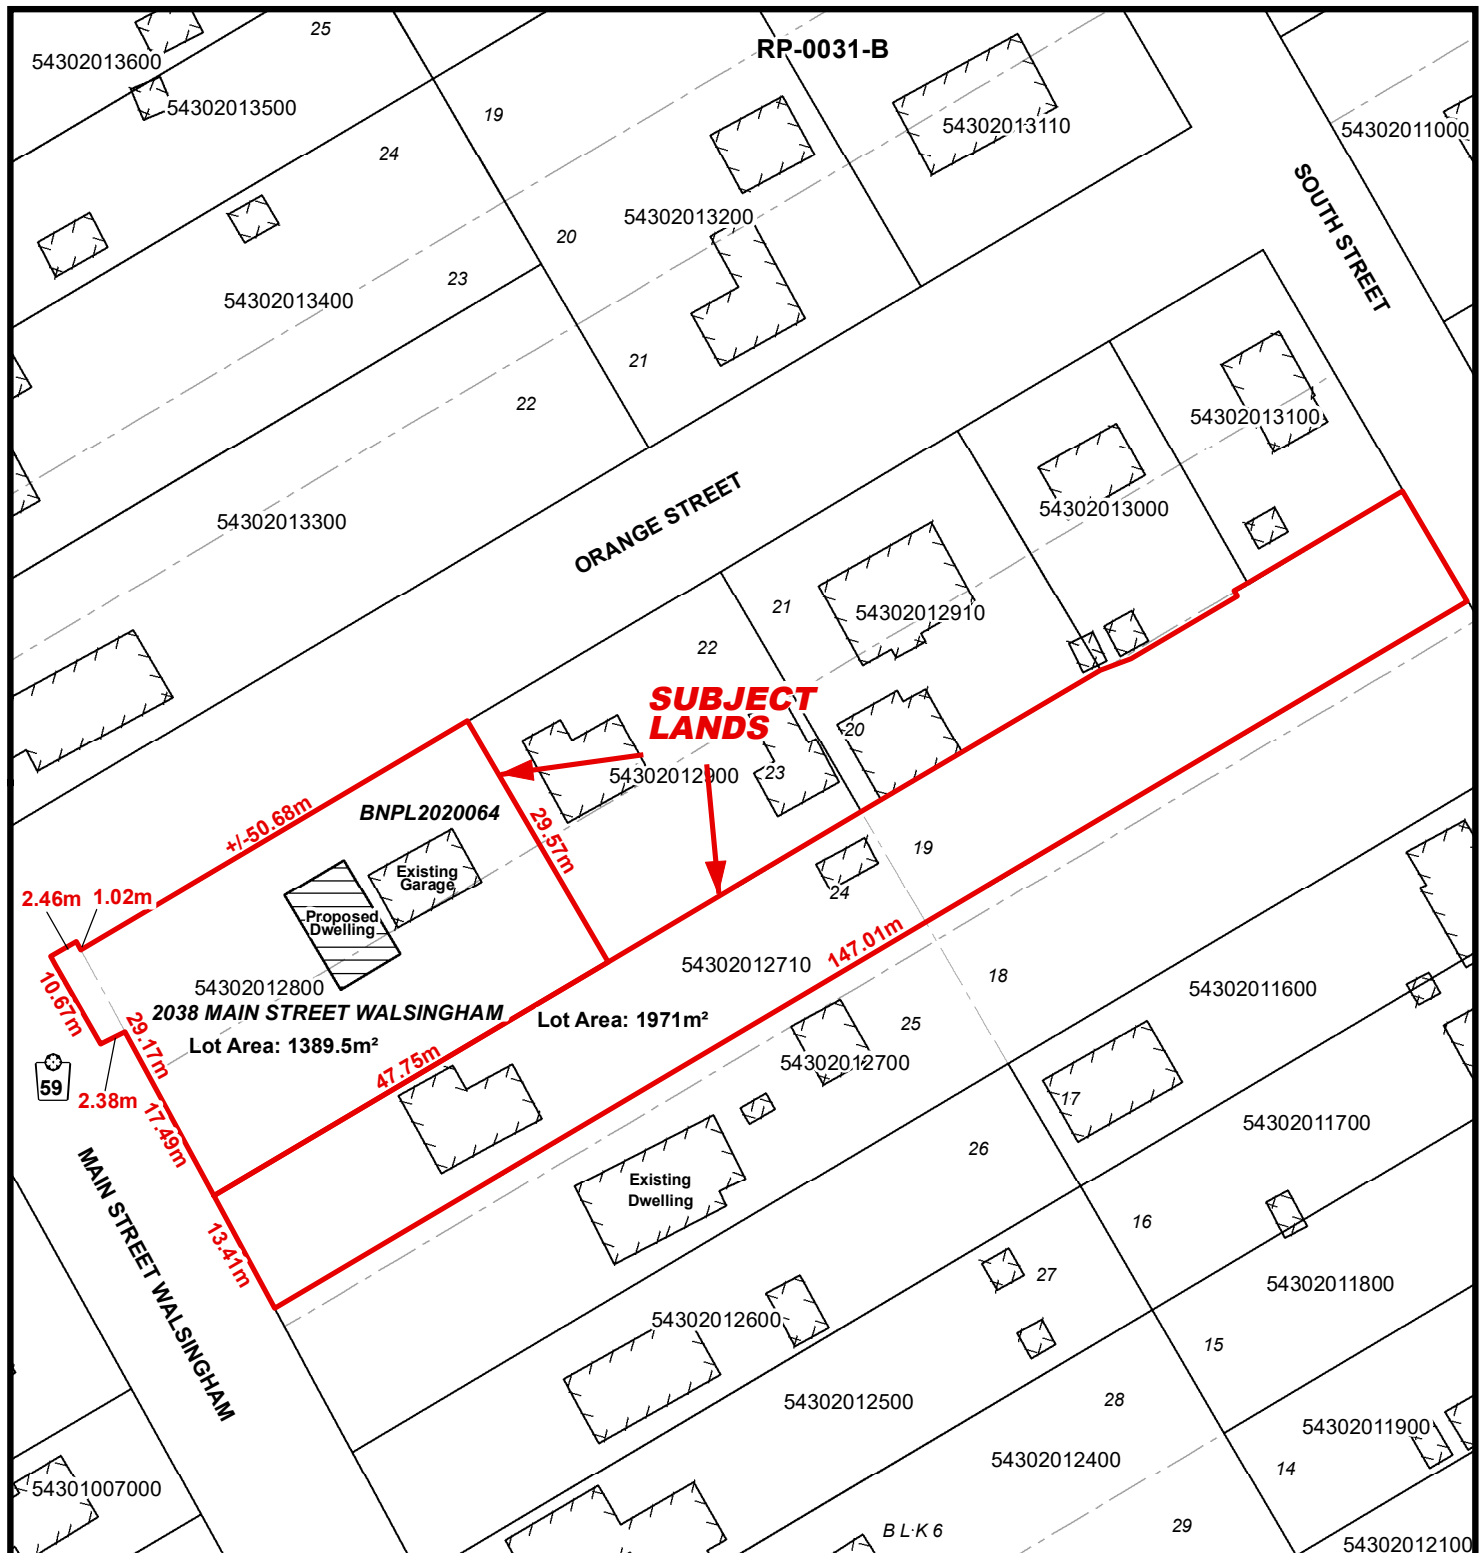 RP-0031-B
25
54302013600
54302013500
19
24
54302013110
54302011000
SOUTH STREET
54302013200
20
23
54302013400
21
22
54302013100
54302013300
ORANGE STREET
54302013000
21
54302012910
22
SUBJECT
LANDS
20
54302012900
23
BNPL2020064
+/-50.68m
29.57m
Existing
Garage
2.46m
1.02m
Proposed
Dwelling
24
19
147.01m
54302012710
18
54302012800
10.67m
2038 MAIN STREET WALSINGHAM
Lot Area: 1971m²
54302011600
29.17m
Lot Area: 1389.5m²
25
54302012700
47.75m
59
2.38m
17
17.49m
54302011700
26
MAIN STREET WALSINGHAM
Existing
Dwelling
16
13.41m
27
54302011800
54302012600
15
54302012500
28
54302011900
54302012400
14
54301007000
BLK 6
29
54302012100